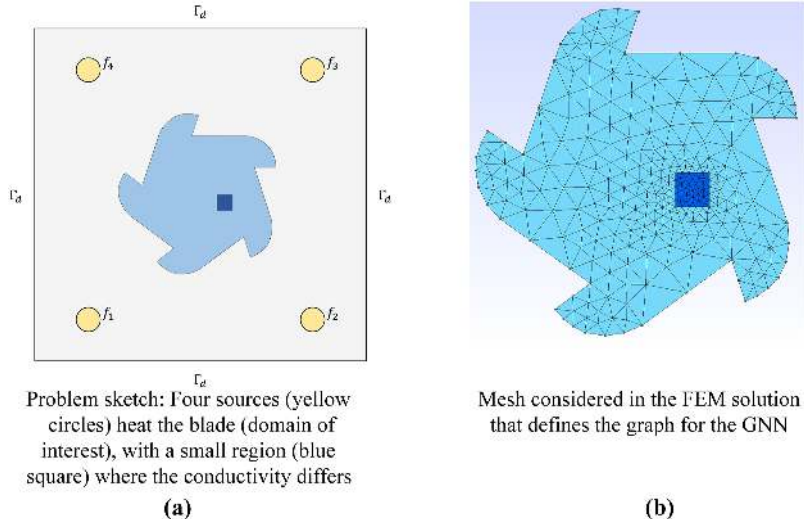 Γd
f4
f3
Γd
Γd
f1
f2
Γd
Problem sketch: Four sources (yellow
circles) heat the blade (domain of
interest), with a small region (blue
square) where the conductivity differs
(a)
Mesh considered in the FEM solution
that defines the graph for the GNN
(b)